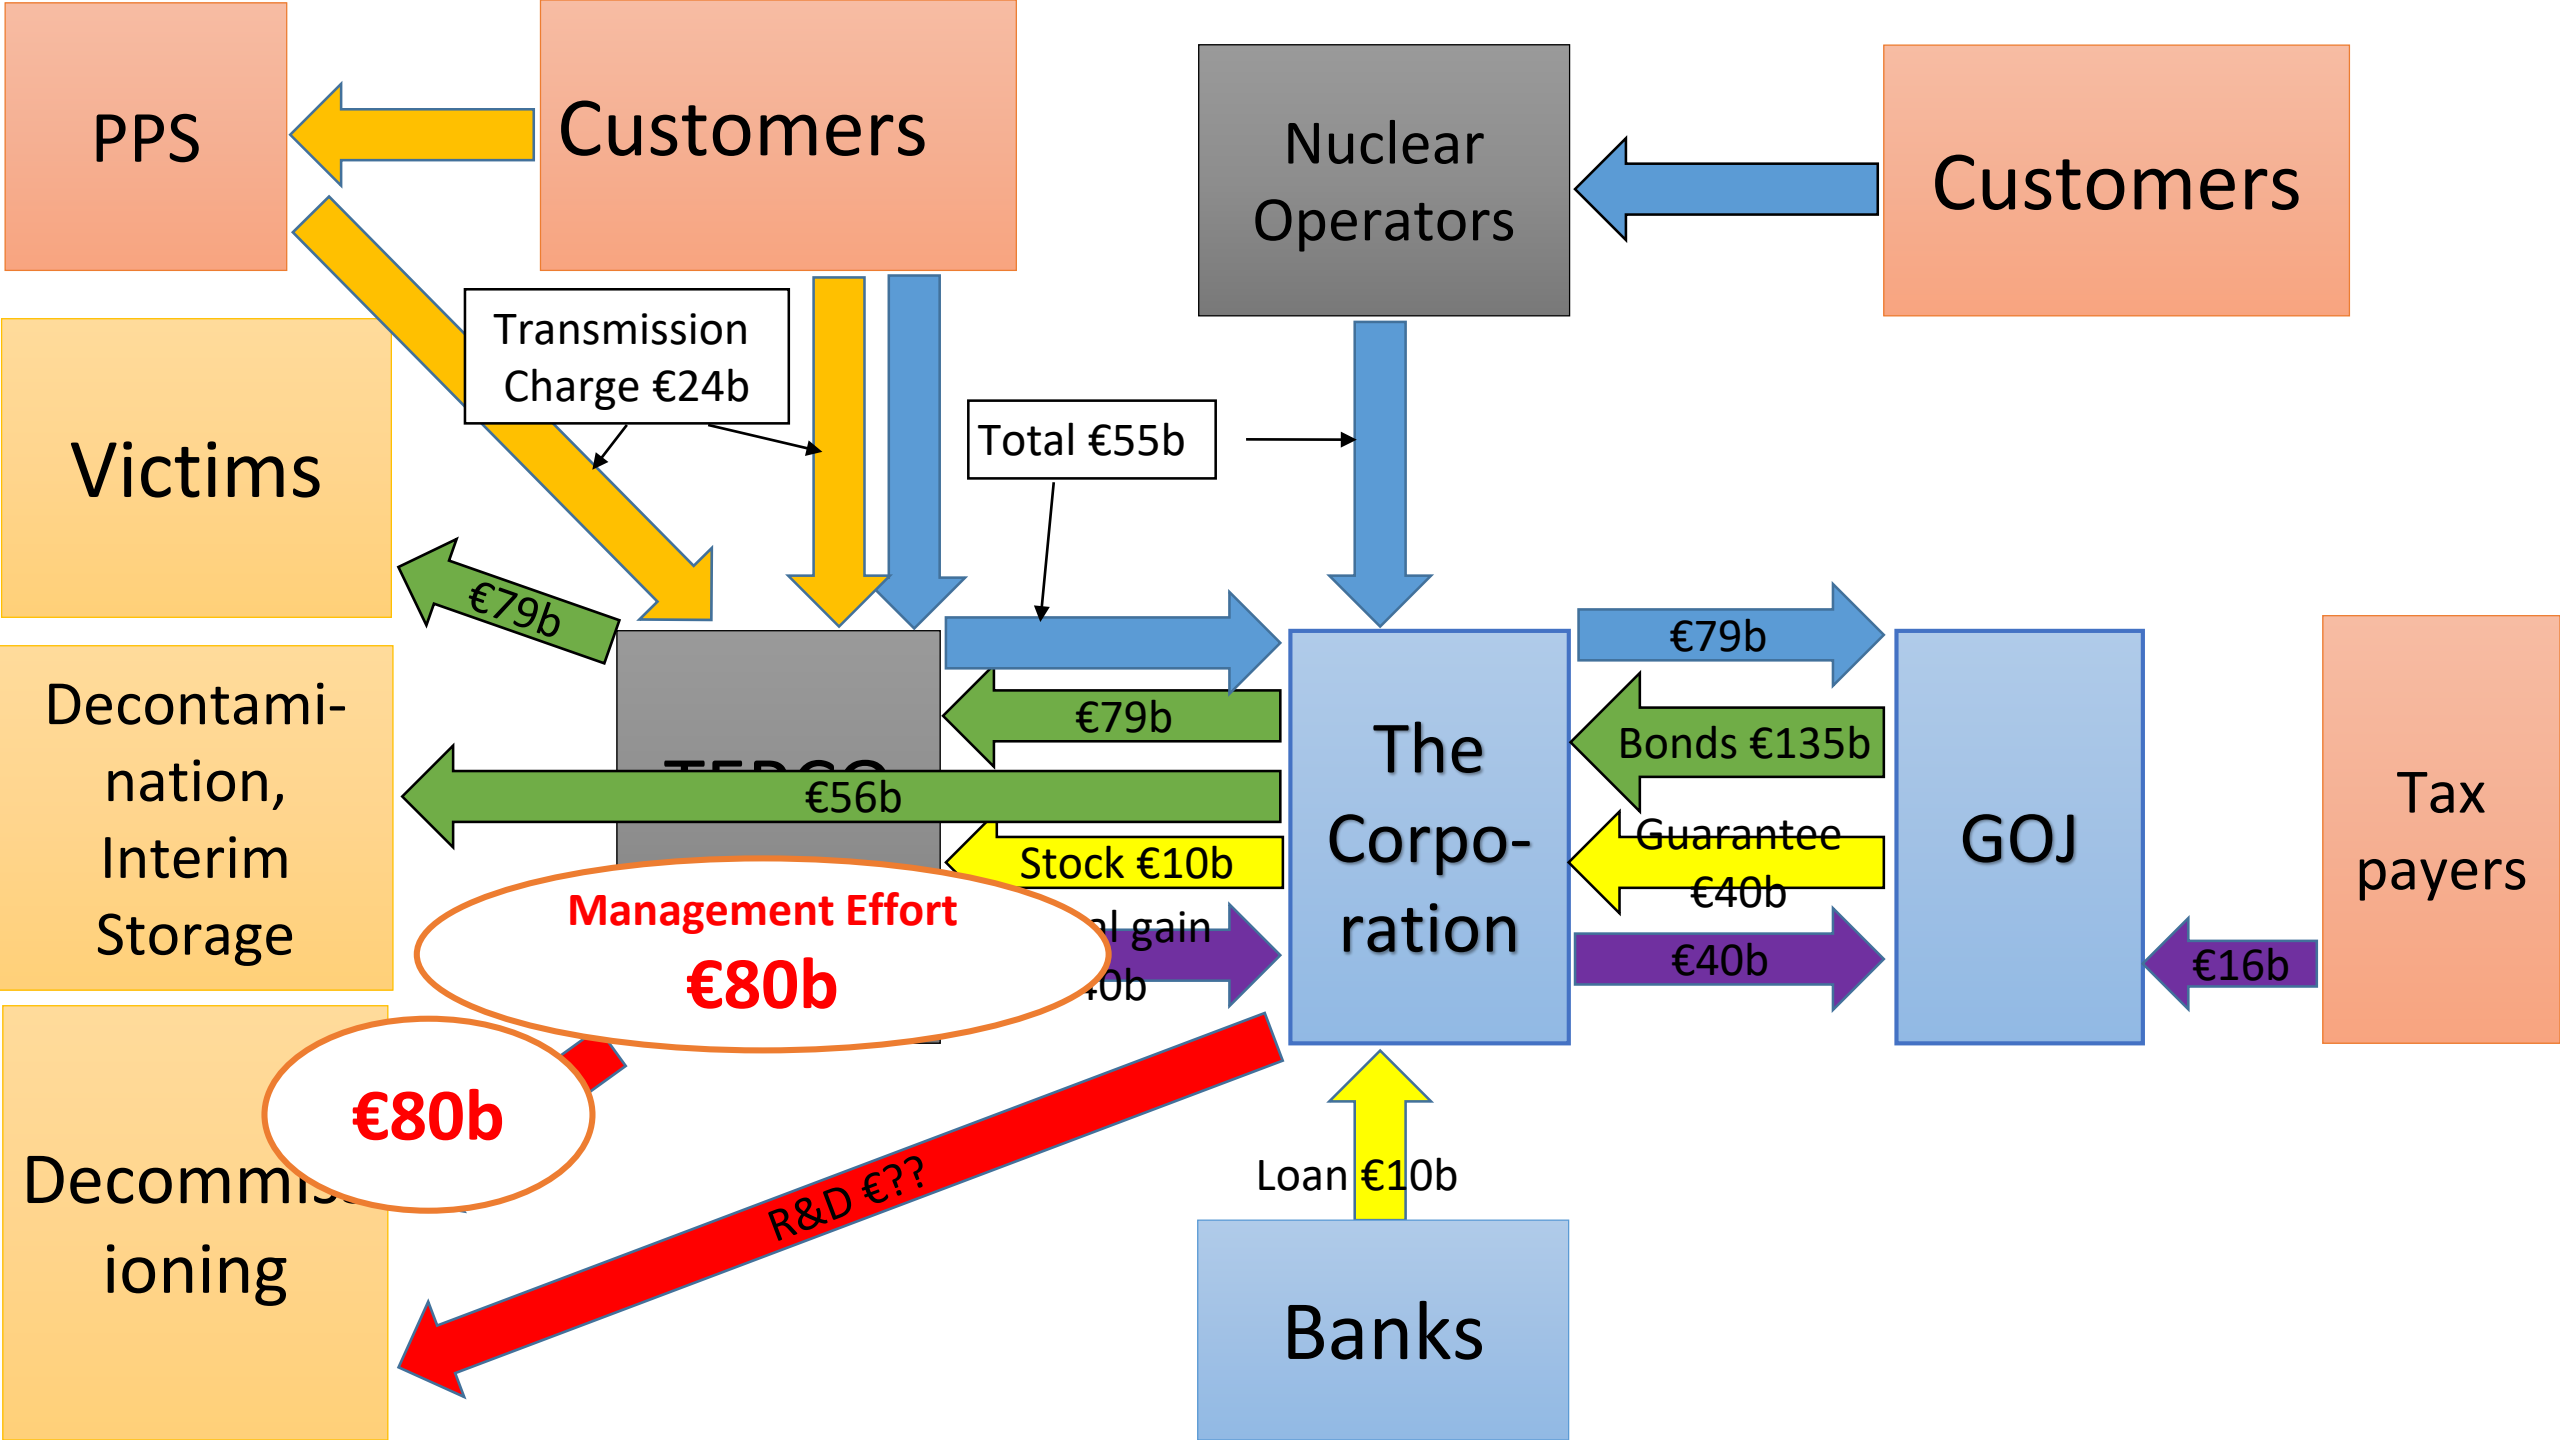 PPS
Customers
Nuclear
Operators
Customers
Transmission
Charge €24b
Total €55b
Victims
€79b
€79b
€79b
Bonds €135b
Decontami-
nation,
Interim
Storage
€56b
The
Corpo-
ration
GOJ
Tax
payers
Stock €10b
Guarantee
€40b
Management Effort
€80b
al gain
€40b
€16b
€80b
Decommis
ioning
R&D €??
Loan €10b
Banks